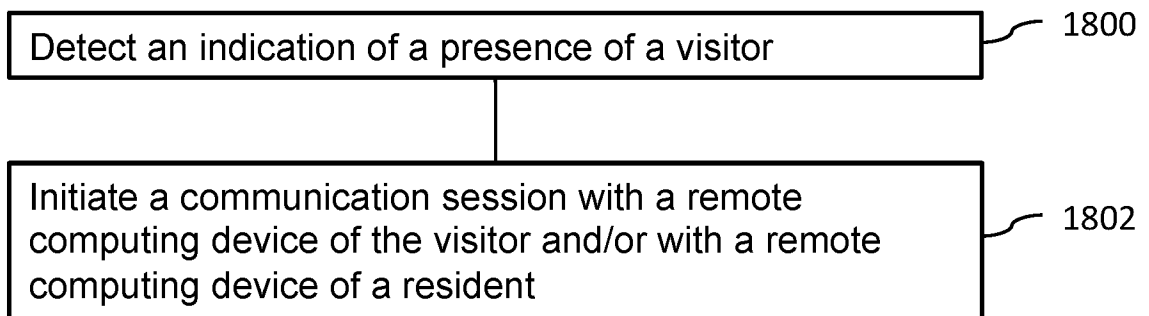 Detect an indication of a presence of a visitor
1800
Initiate a communication session with a remote
computing device of the visitor and/or with a remote
computing device of a resident
1802